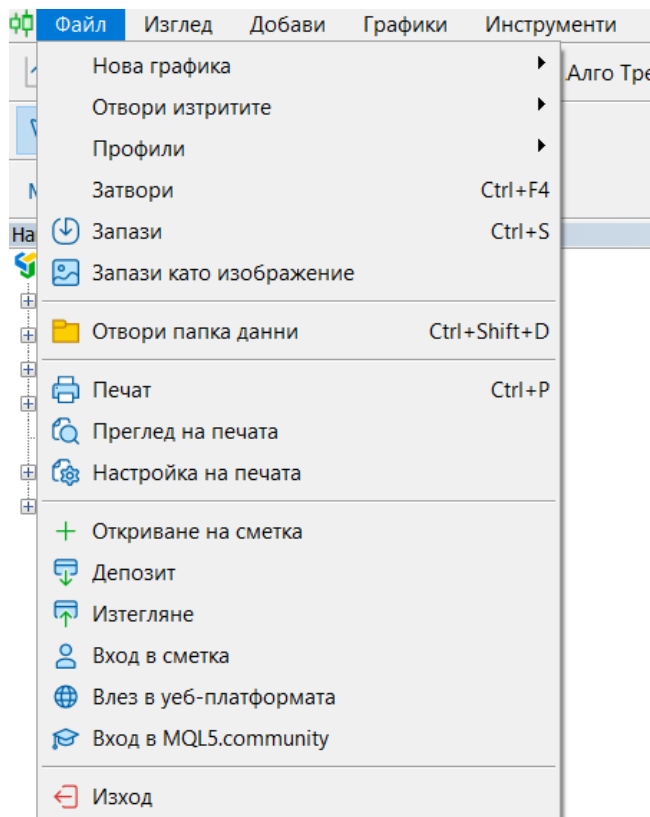 Файл Изглед Добави Графики Инструменти
Нова графика
Алго Тре
Отвори изтритите
Профили
Затвори Ctrl+F4
На
Запази Ctrl+S
Запази като изображение
Отвори папка данни Ctrl+Shift+D
Печат Ctrl+P
Преглед на печата
Настройка на печата
Откриване на сметка
Депозит
Изтегляне
Вход в сметка
Влез в уеб-платформата
Вход в MQL5.community
Изход